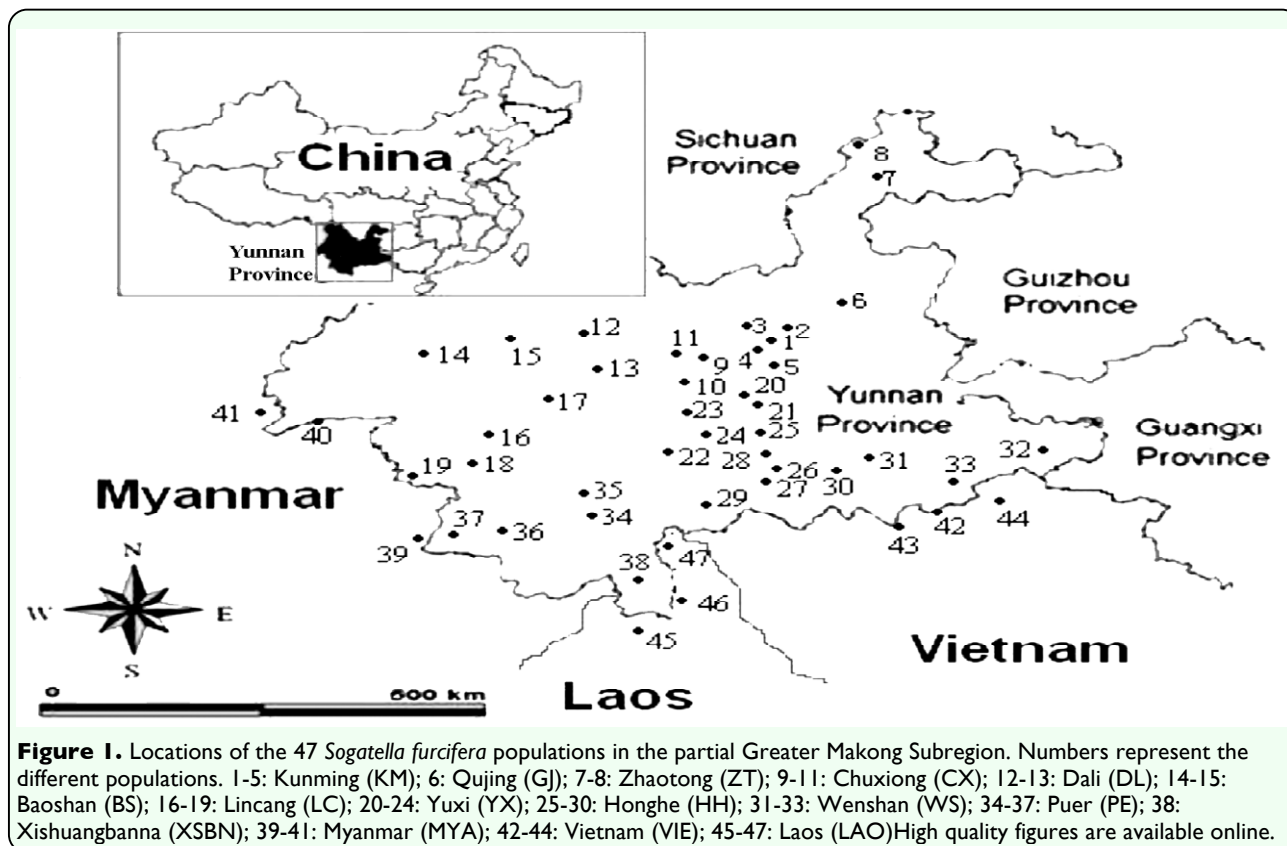 China
Yunnan
Province
Sichuan
Province
8
7
Guizhou
Province
6
12
3
2
1
11
4
14
15
9
5
13
10
20
Yunnan
Province
41
17
23
21
40
24
25
Guangxi
Province
16
22
28
31
32
19
18
26
33
Myanmar
35
27
30
34
29
44
37
36
42
39
43
47
N
38
W
E
46
S
45
Vietnam
0
600 km
Laos
Figure 1. Locations of the 47 Sogatella furcifera populations in the partial Greater Makong Subregion. Numbers represent the
different populations. 1-5: Kunming (KM); 6: Qujing (GJ); 7-8: Zhaotong (ZT); 9-11: Chuxiong (CX); 12-13: Dali (DL); 14-15:
Baoshan (BS); 16-19: Lincang (LC); 20-24: Yuxi (YX); 25-30: Honghe (HH); 31-33: Wenshan (WS); 34-37: Puer (PE); 38:
Xishuangbanna (XSBN); 39-41: Myanmar (MYA); 42-44: Vietnam (VIE); 45-47: Laos (LAO)High quality figures are available online.